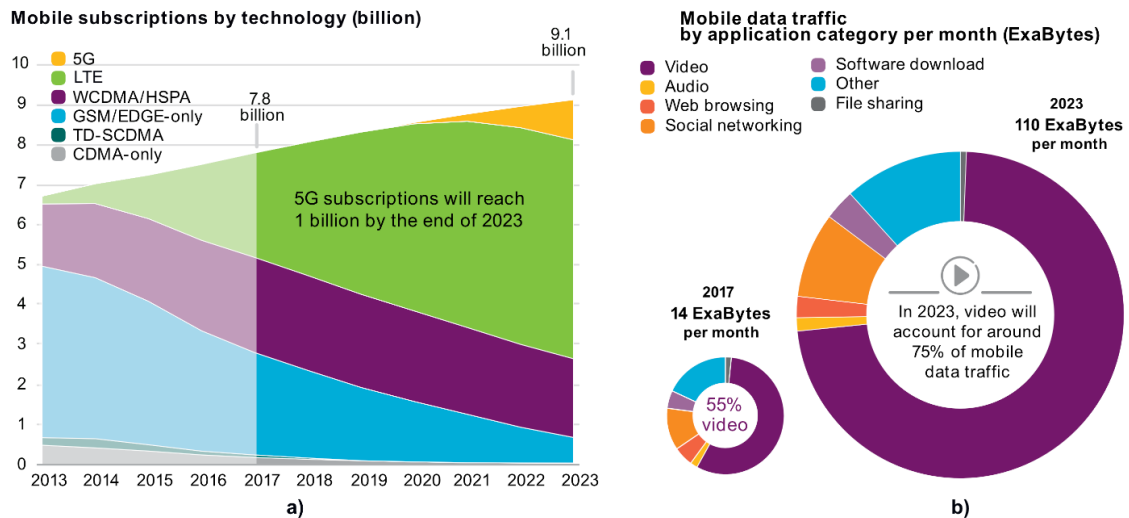 Mobile subscriptions by technology (billion)
9.1
billion
10
9
8
7
6
5
4
3
2
1
0
5G
LTE
WCDMA/HSPA
GSM/EDGE-only
TD-SCDMA
CDMA-only
7.8
billion
5G subscriptions will reach
1 billion by the end of 2023
2013 2014 2015 2016 2017 2018 2019 2020 2021 2022 2023
a)
Mobile data traffic
by application category per month (ExaBytes)
Video
Audio
Web browsing
Social networking
Software download
Other
File sharing
2023
110 ExaBytes
per month
2017
14 ExaBytes
per month
55%
video
In 2023, video will
account for around
75% of mobile
data traffic
b)